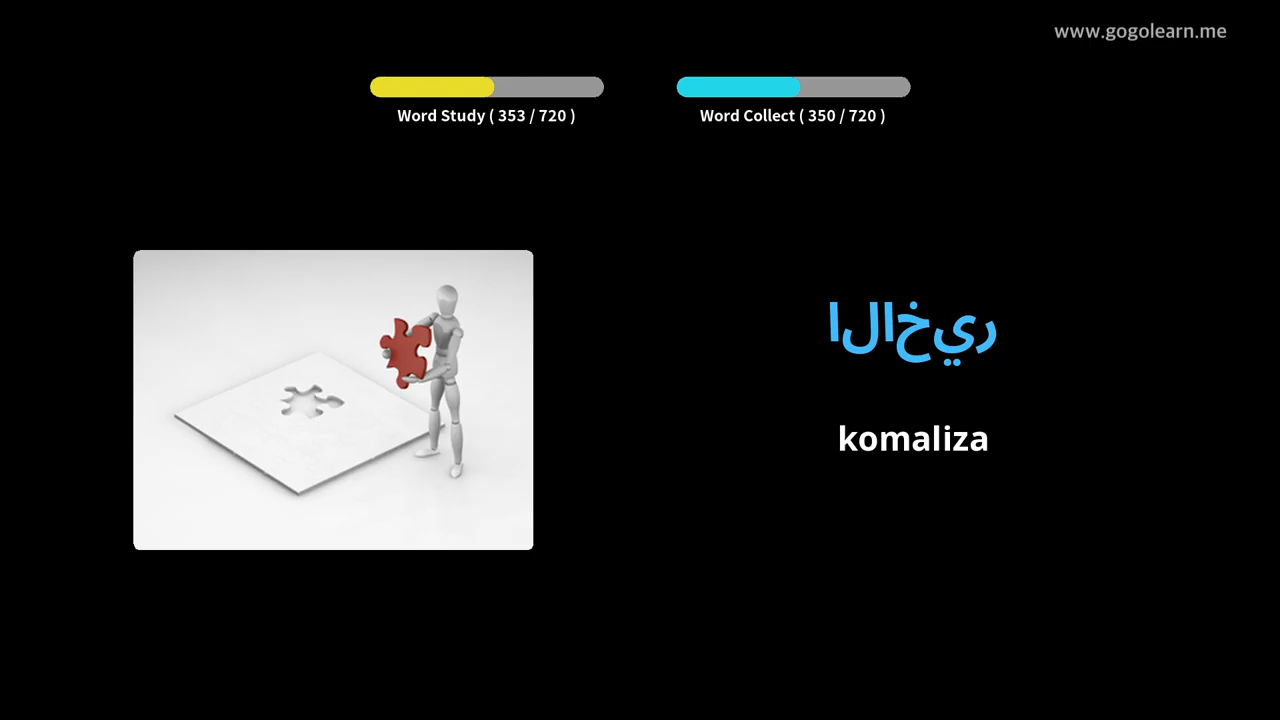 www.gogolearn.me
Word Study ( 353 / 720 )
Word Collect ( 350 / 720 )
الاخير
komaliza